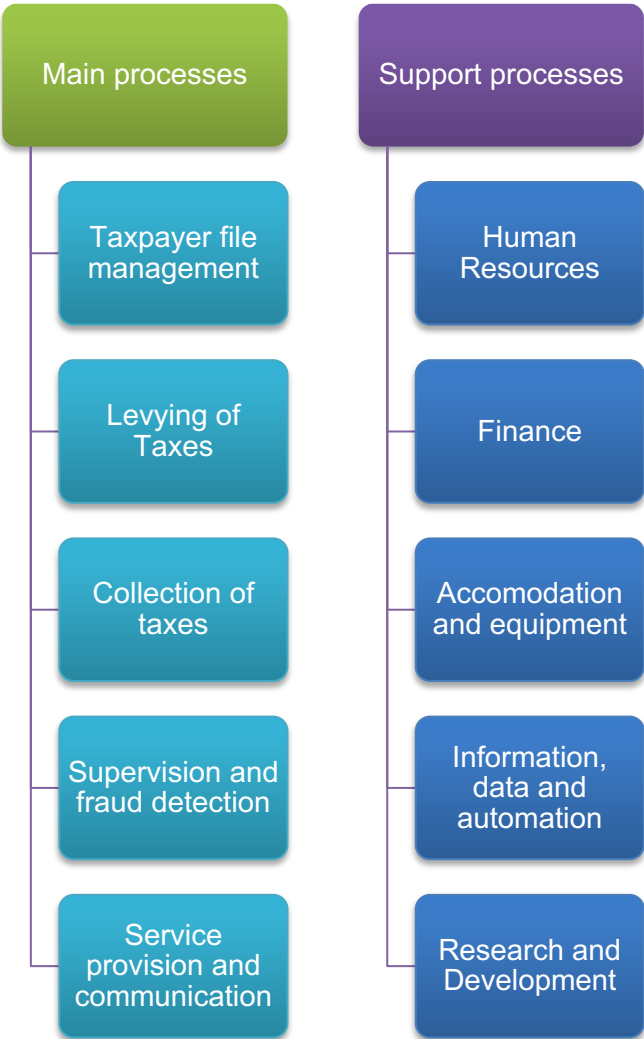 Main processes
Taxpayer file
management
Levying of
Taxes
Collection of
taxes
Supervision and
fraud detection
Service
provision and
communication
Support processes
Human
Resources
Finance
Accomodation
and equipment
Information,
data and
automation
Research and
Development